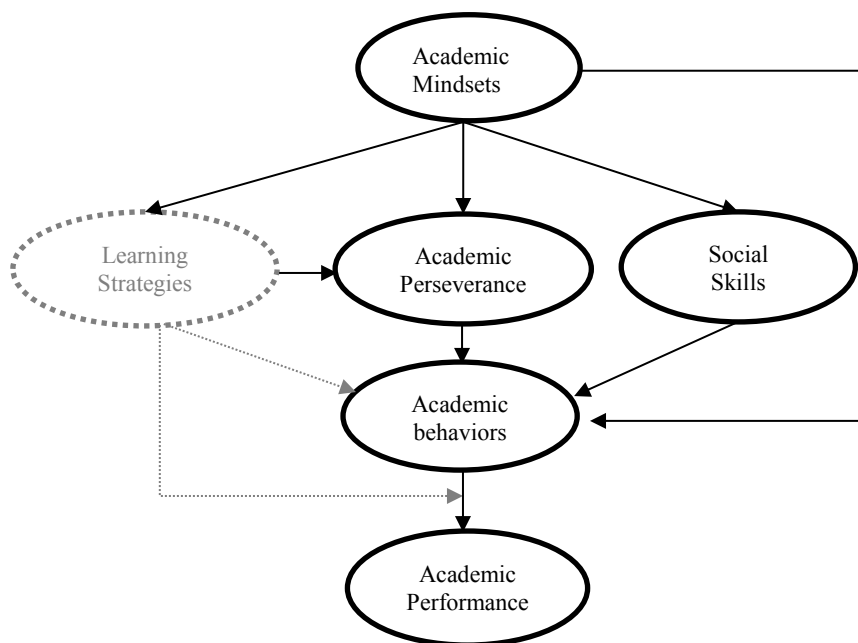 Academic
Mindsets
Learning
Strategies
Academic
Perseverance
Social
Skills
Academic
behaviors
Academic
Performance